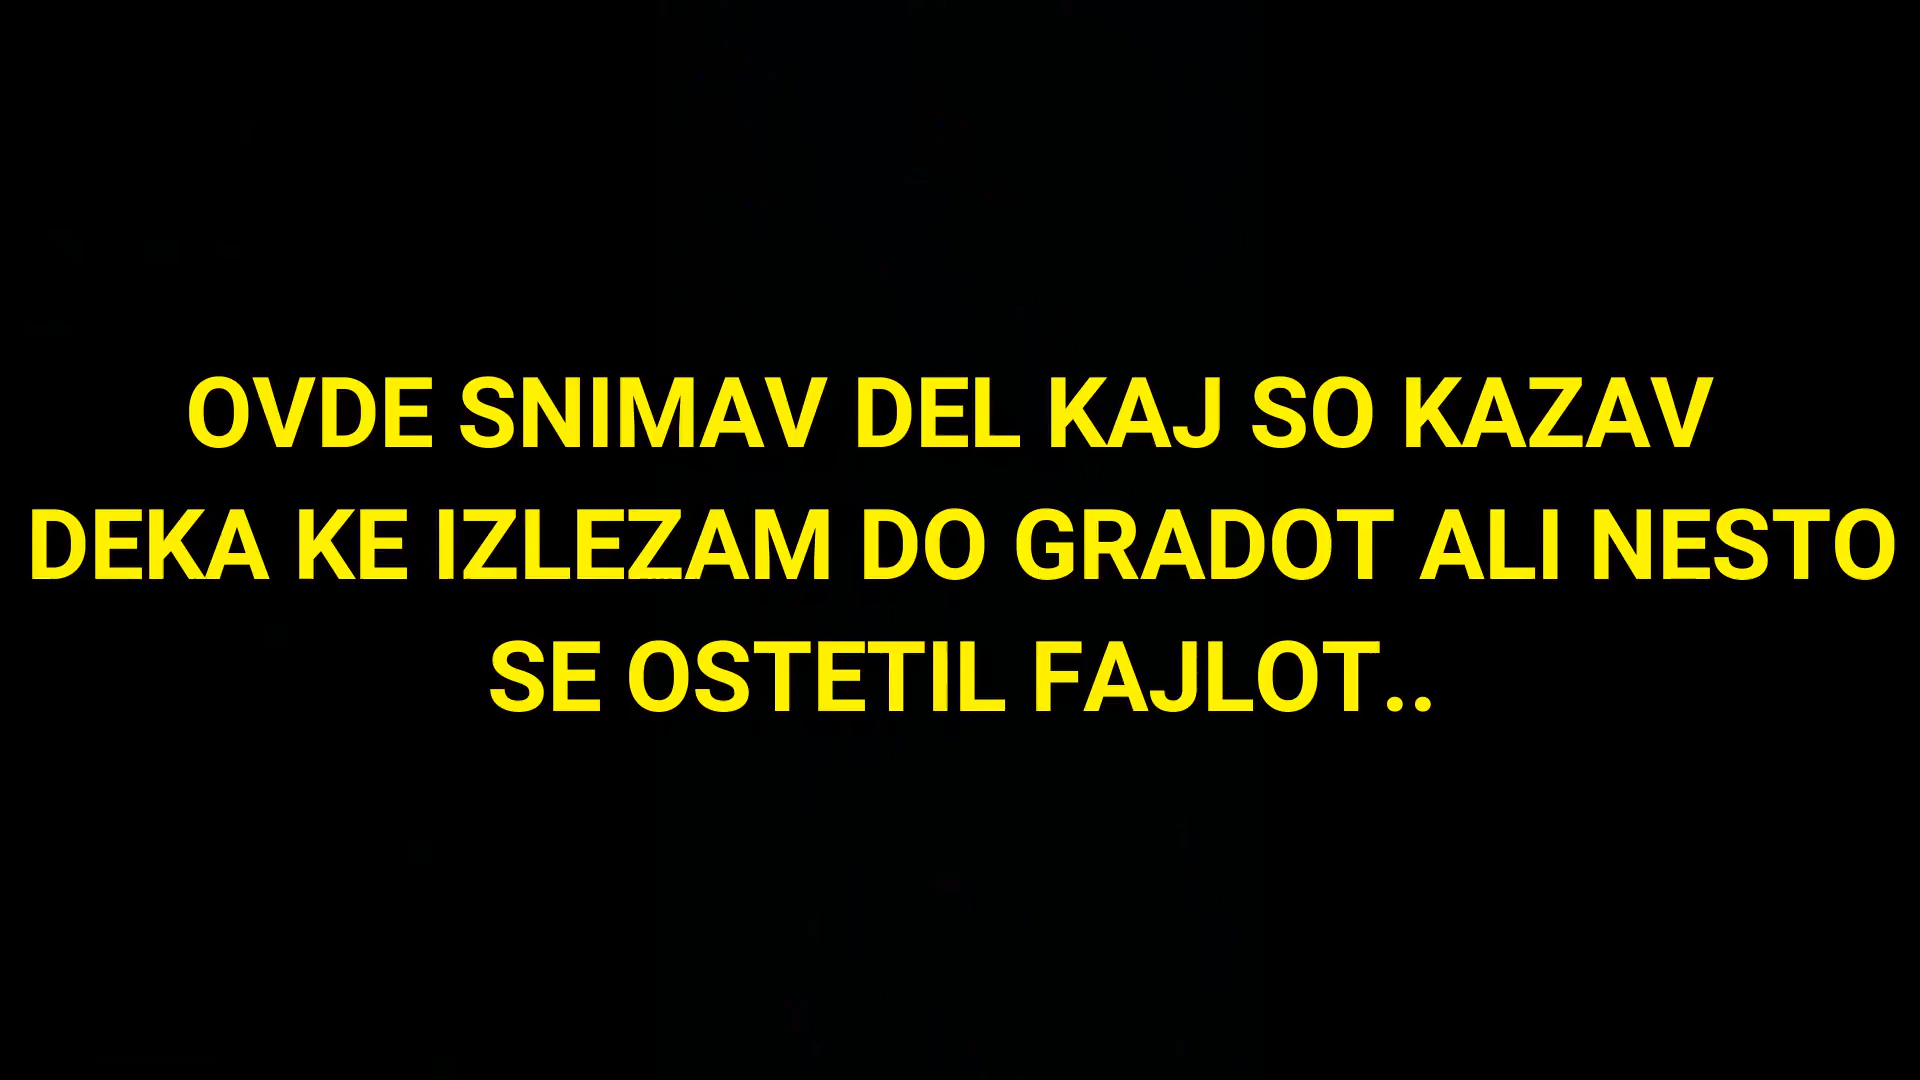 OVDE SNIMAV DEL KAJ SO KAZAV
DEKA KE IZLEZAM DO GRADOT ALI NESTO
SE OSTETIL FAJLOT..